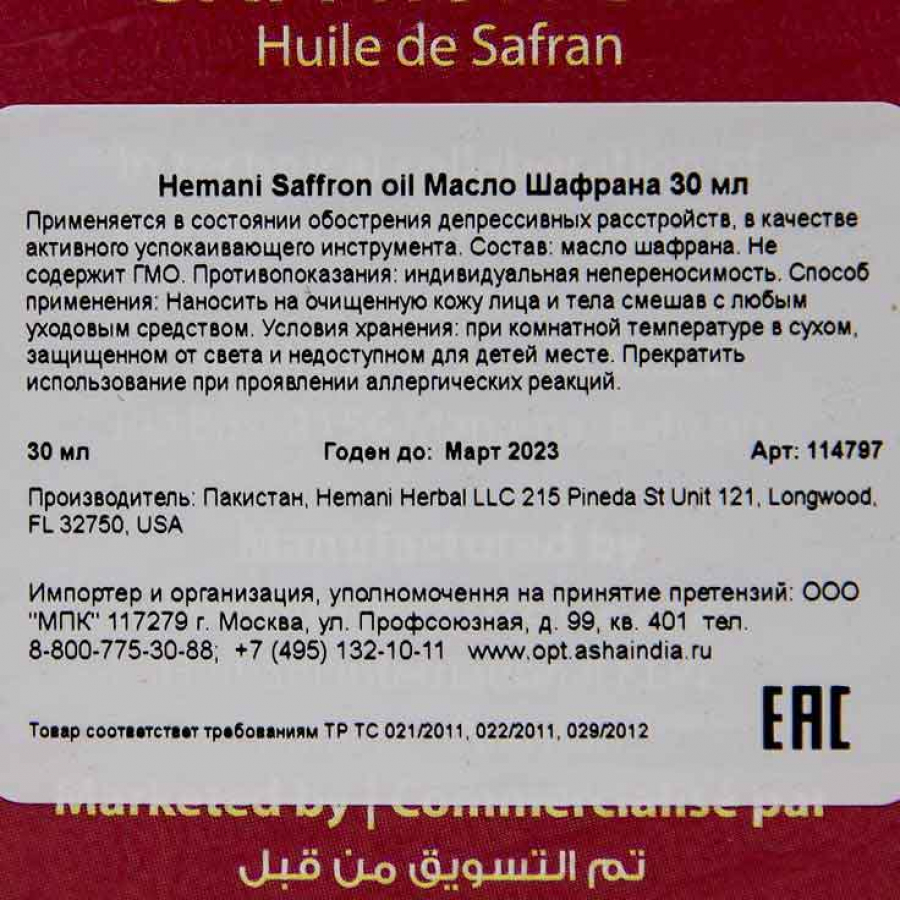 Huile de Safran
Hemani Saffron oil Масло Шафрана 30 мл
Применяется в состоянии обострения депрессивных расстройств, в качестве
активного успокаивающего инструмента. Состав: масло шафрана. Не
содержит ГМО. Противопоказания: индивидуальная непереносимость. Способ
применения: Наносить на очищенную кожу лица и тела смешав с любым
уходовым средством. Условия хранения: при комнатной температуре в сухом,
защищенном от света и недоступном для детей месте. Прекратить
использование при проявлении аллергических реакций.
30 мл Годен до: Март 2023 Арт: 114797
Производитель: Пакистан, Hemani Herbal LLC 215 Pineda St Unit 121, Longwood,
FL 32750, USA
Manufactured by
Импортер и организация, уполномочення на принятие претензий: ООО
"МПК" 117279 г. Москва, ул. Профсоюзная, д. 99, кв. 401 тел.
8-800-775-30-88; +7 (495) 132-10-11 www.opt.ashaindia.ru
EAC
Товар соответствует требованиям ТР ТС 021/2011, 022/2011, 029/2012
Marketed by | Commercialisé par
تم التسويق من قبل